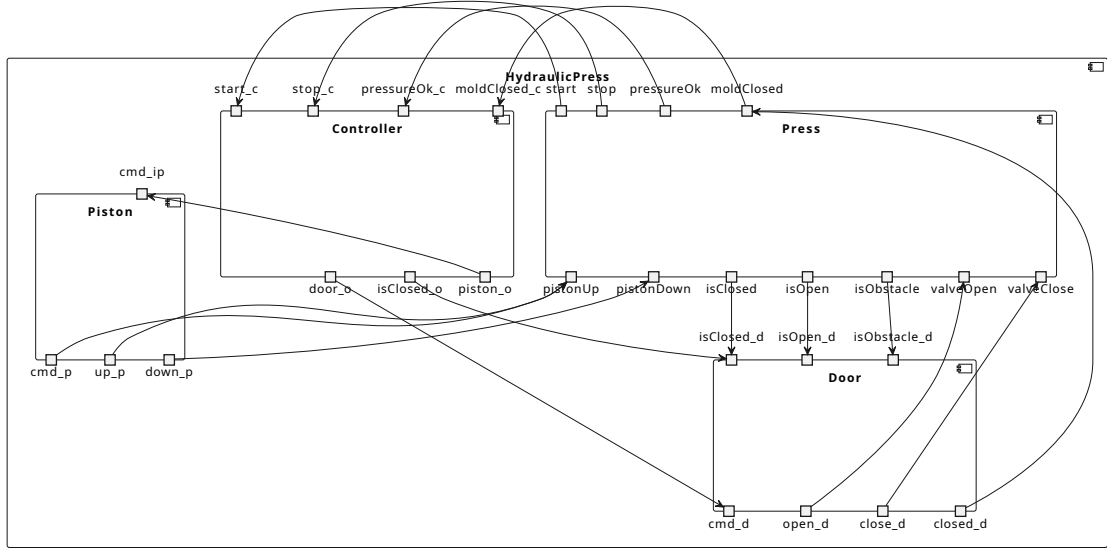 HydraulicPress
start_c stop_c pressureOk_c moldClosed_c start stop pressureOk moldClosed
Controller Press
cmd_ip
Piston
door_o isClosed_o piston_o pistonUp pistonDown isClosed isOpen isObstacle valveOpen valveClose
isClosed_d isOpen_d isObstacle_d
cmd_p up_p down_p
Door
cmd_d open_d close_d closed_d